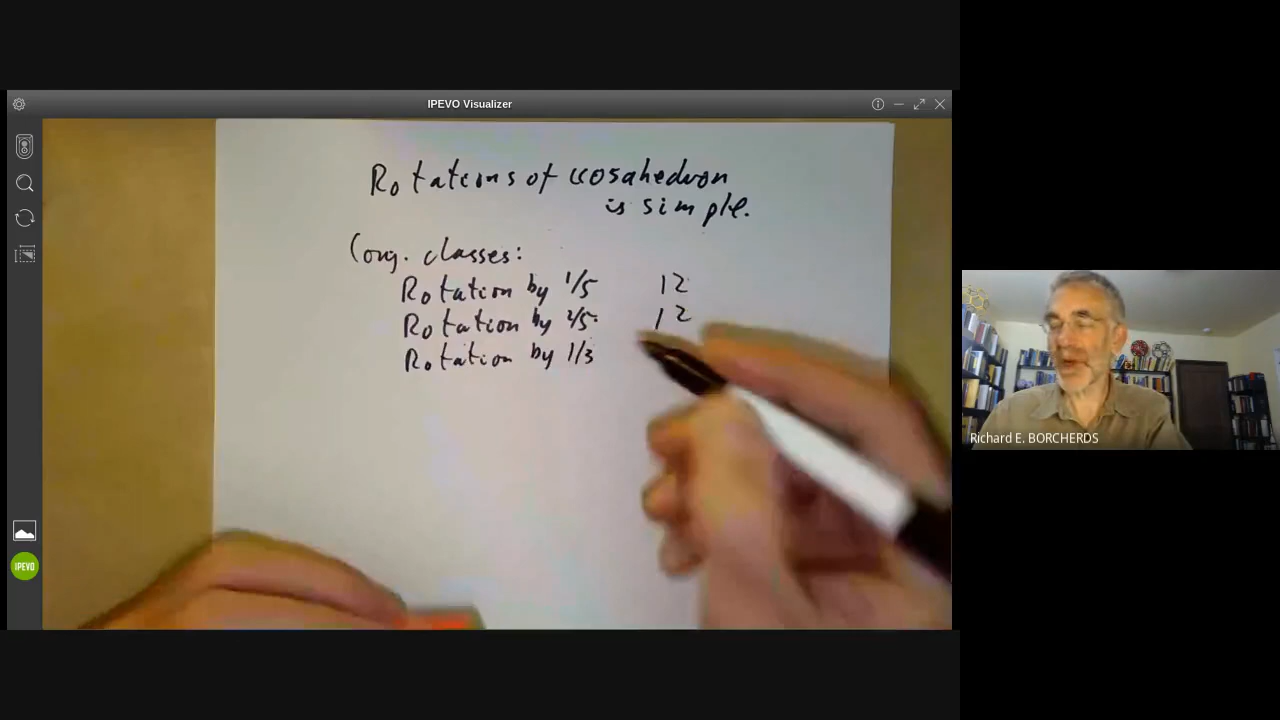 IPEVO Visualizer
Rotations of icosahedron
is simple.
Conj. classes:
Rotation by 1/5 12
Rotation by 2/5. 12
Rotation by 1/3
Richard E. BORCHERDS
IPEVO